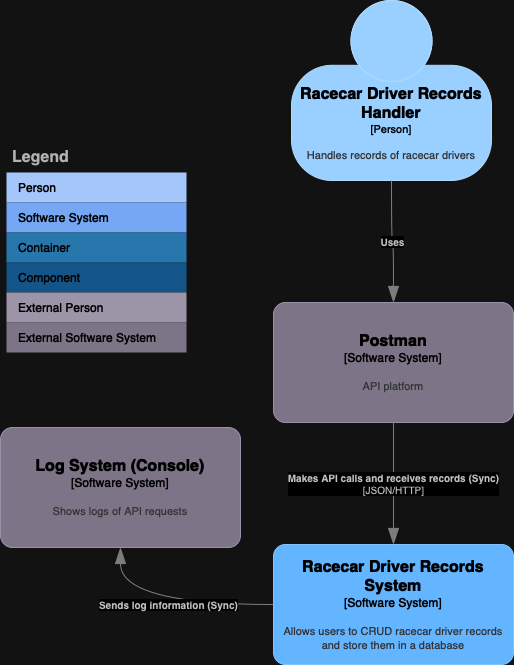 Racecar Driver Records
Handler
[Person]
Handles records of racecar drivers
Legend
Person
Software System
Container
Component
External Person
External Software System
Uses
Postman
[Software System]
API platform
Log System (Console)
[Software System]
Shows logs of API requests
Makes API calls and receives records (Sync)
[JSON/HTTP]
Racecar Driver Records
System
[Software System]
Allows users to CRUD racecar driver records
and store them in a database
Sends log information (Sync)